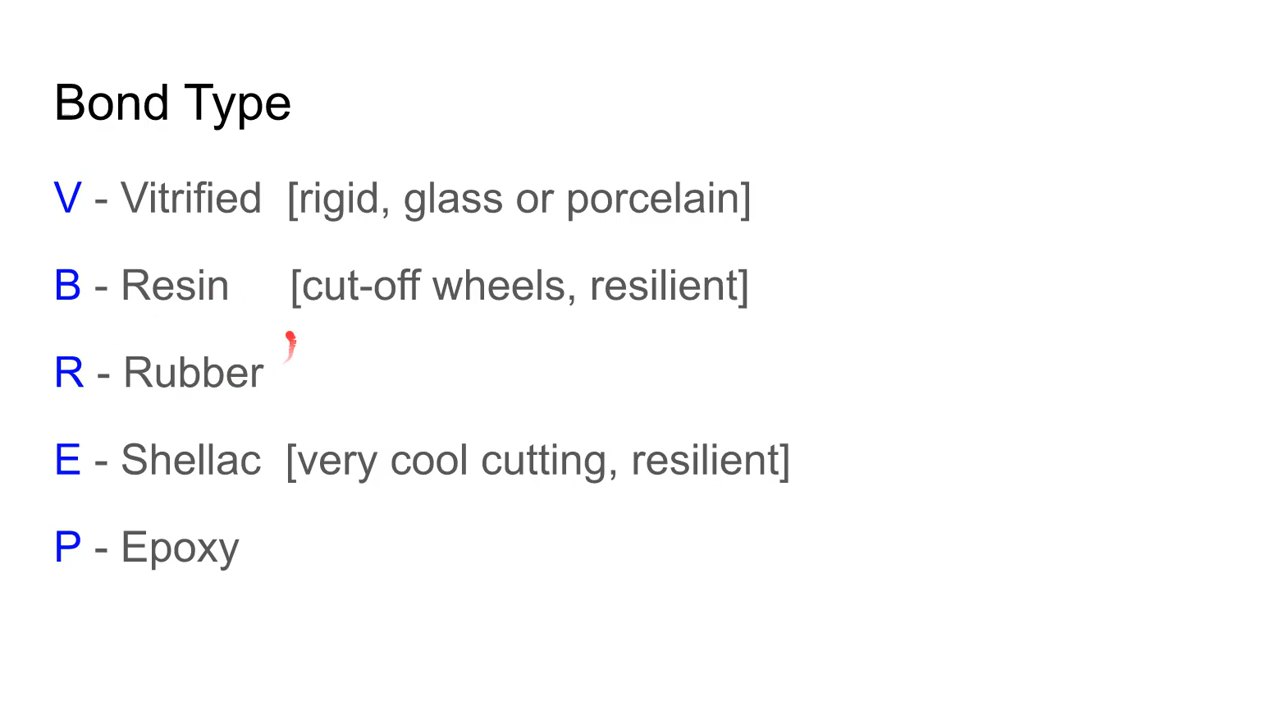 Bond Type
V - Vitrified [rigid, glass or porcelain]
B - Resin [cut-off wheels, resilient]
R - Rubber
E - Shellac [very cool cutting, resilient]
P - Epoxy